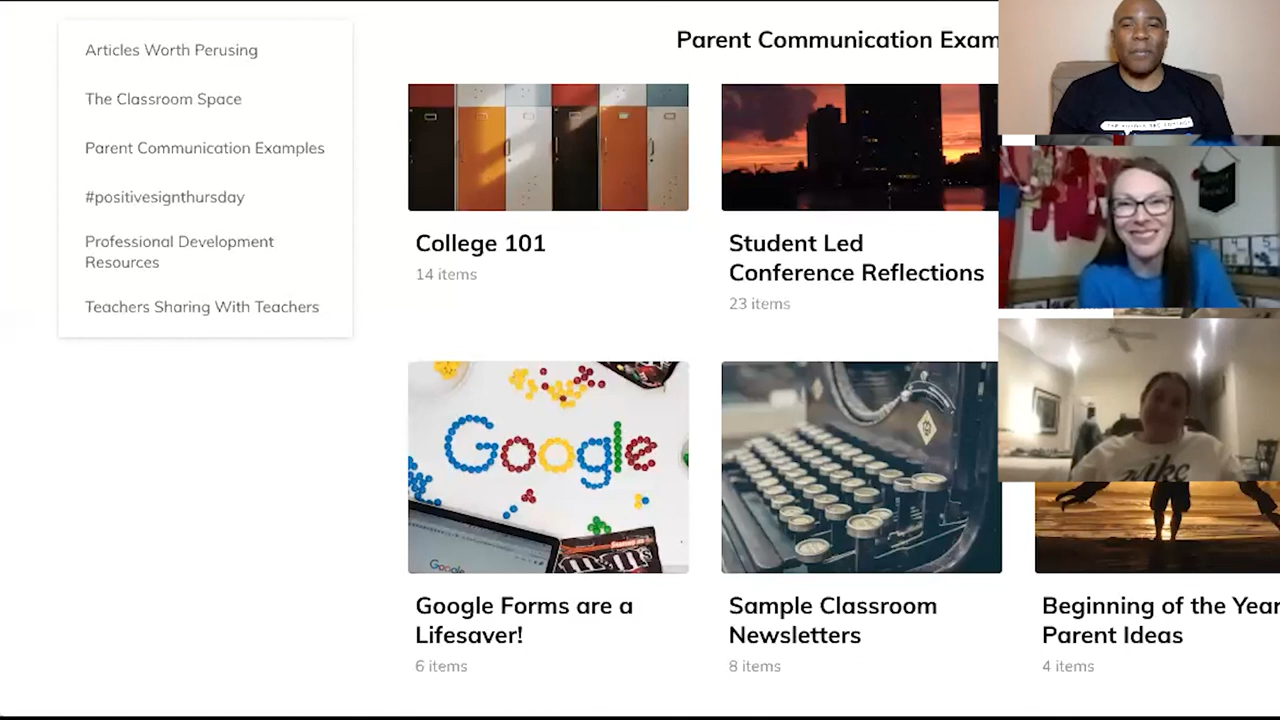 Articles Worth Perusing
The Classroom Space
Parent Communication Examples
#positivesignthursday
Professional Development
Resources
Teachers Sharing With Teachers
Parent Communication Exam
College 101
14 items
Student Led
Conference Reflections
23 items
Google
Google
Google Forms are a
Lifesaver!
6 items
Sample Classroom
Newsletters
8 items
Beginning of the Year
Parent Ideas
4 items